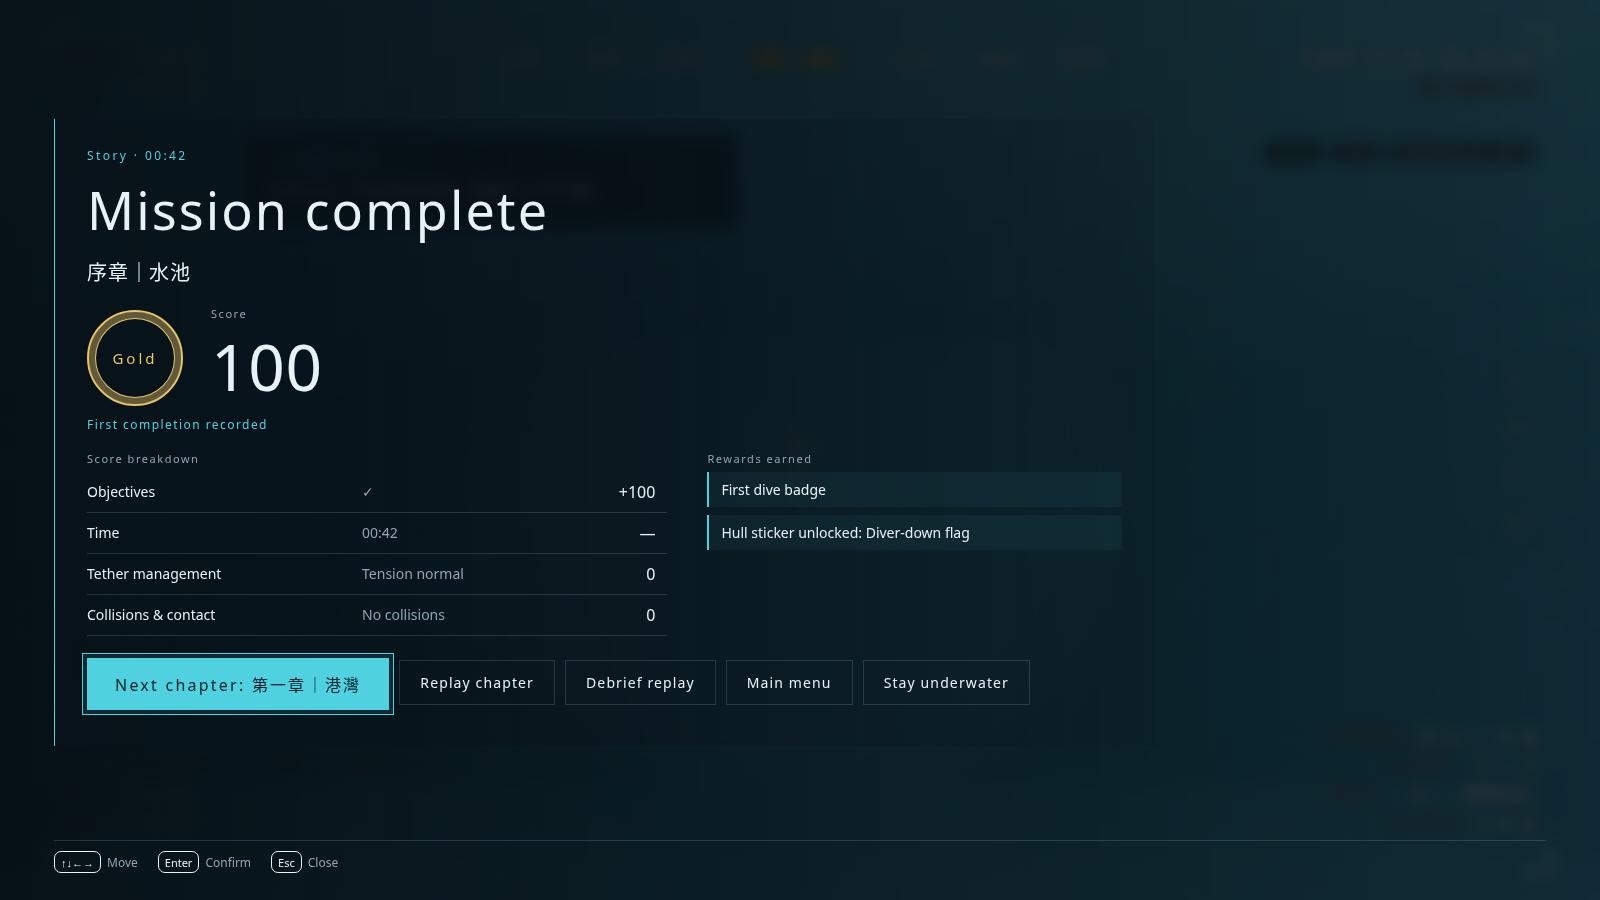 Story · 00:42
Mission complete
序章｜水池
Gold
Score
100
First completion recorded
Score breakdown
Objectives ✓ +100
Time 00:42 —
Tether management Tension normal 0
Collisions & contact No collisions 0
Rewards earned
First dive badge
Hull sticker unlocked: Diver-down flag
Next chapter: 第一章｜港灣
Replay chapter
Debrief replay
Main menu
Stay underwater
↑↓←→ Move Enter Confirm Esc Close